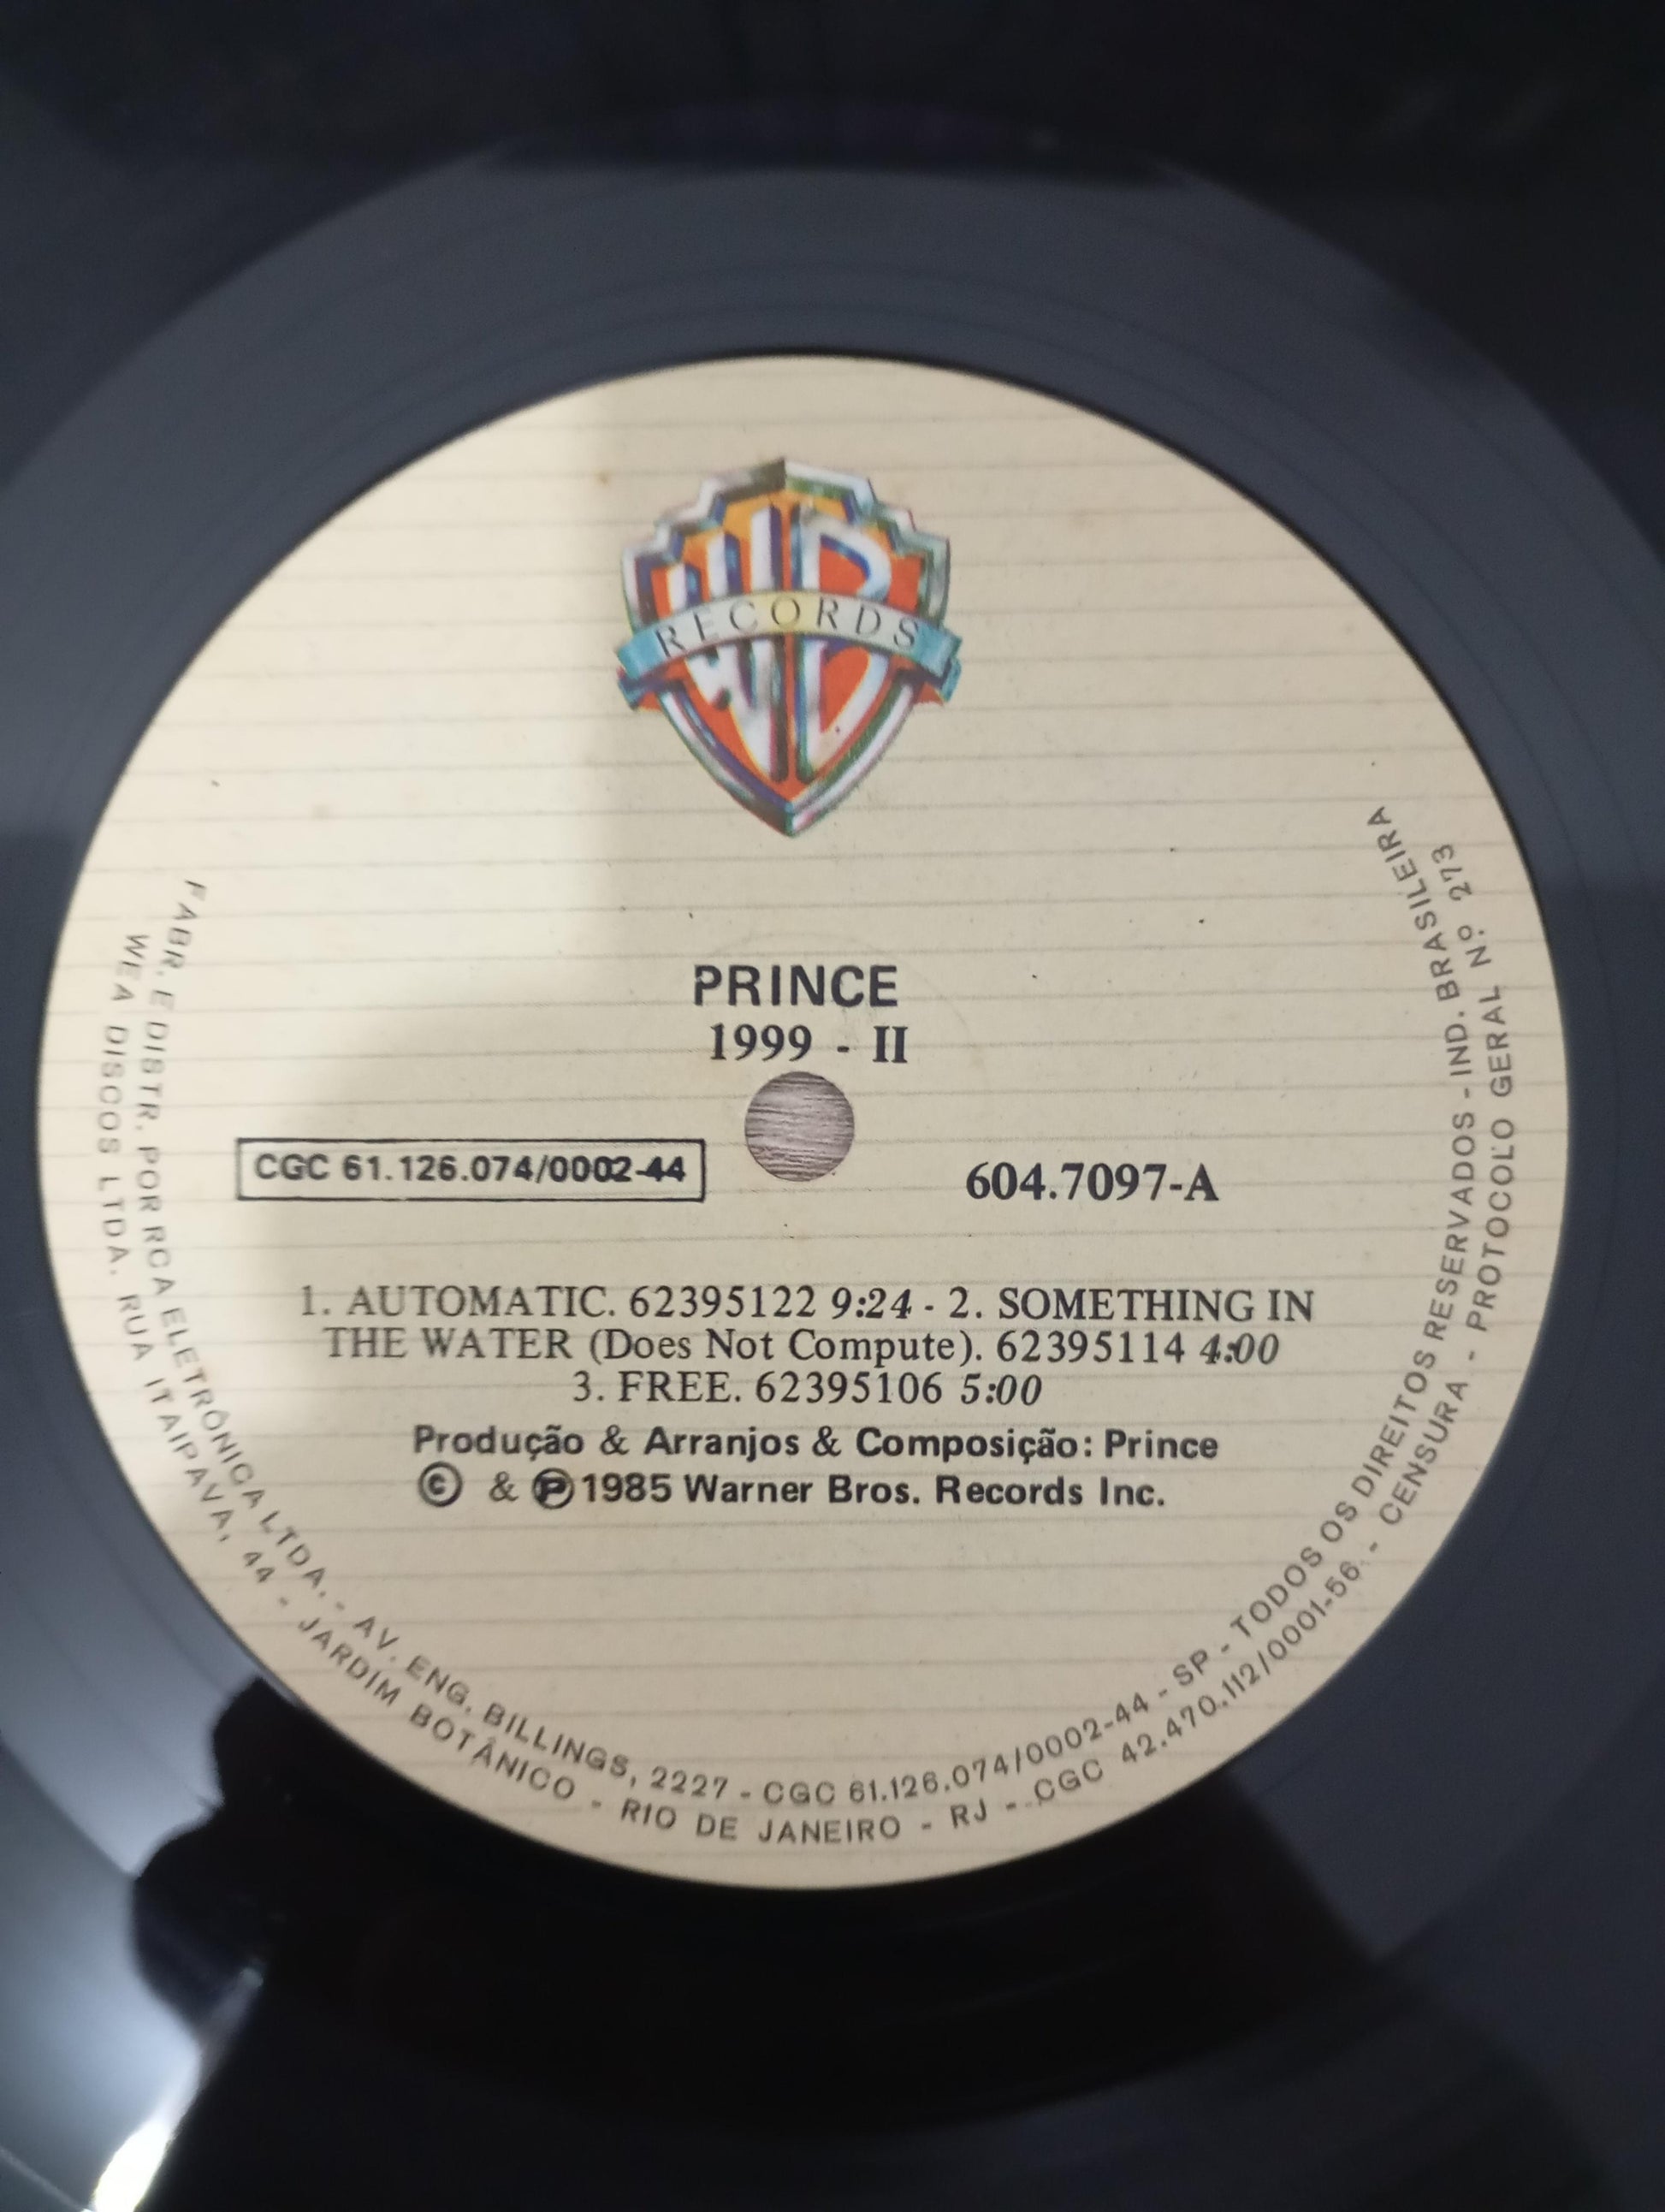 WB
RECORDS
PRINCE
1999 - II
CGC 61.126.074/0002-44
604.7097-A
1. AUTOMATIC. 62395122 9:24 - 2. SOMETHING IN
THE WATER (Does Not Compute). 62395114 4:00
3. FREE. 62395106 5:00
Produção & Arranjos & Composição: Prince
© & ℗ 1985 Warner Bros. Records Inc.
FABR. E DISTR. POR RCA ELETRÔNICA LTDA. - AV. ENG. BILLINGS, 2227 - CGC 61.126.074/0002-44 - SP - TODOS OS DIREITOS RESERVADOS - IND. BRASILEIRA
WEA DISCOS LTDA. RUA ITAIPAVA, 44 - JARDIM BOTÂNICO - RIO DE JANEIRO - RJ - CGC 42.470.112/0001-56 - CENSURA - PROTOCOLO GERAL Nº 273